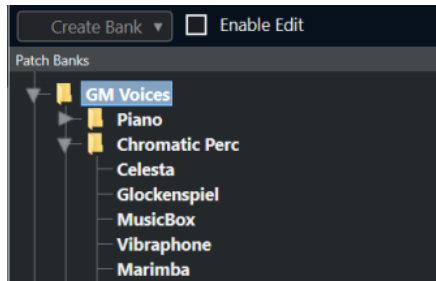 Create Bank Enable Edit
Patch Banks
GM Voices
Piano
Chromatic Perc
Celesta
Glockenspiel
MusicBox
Vibraphone
Marimba